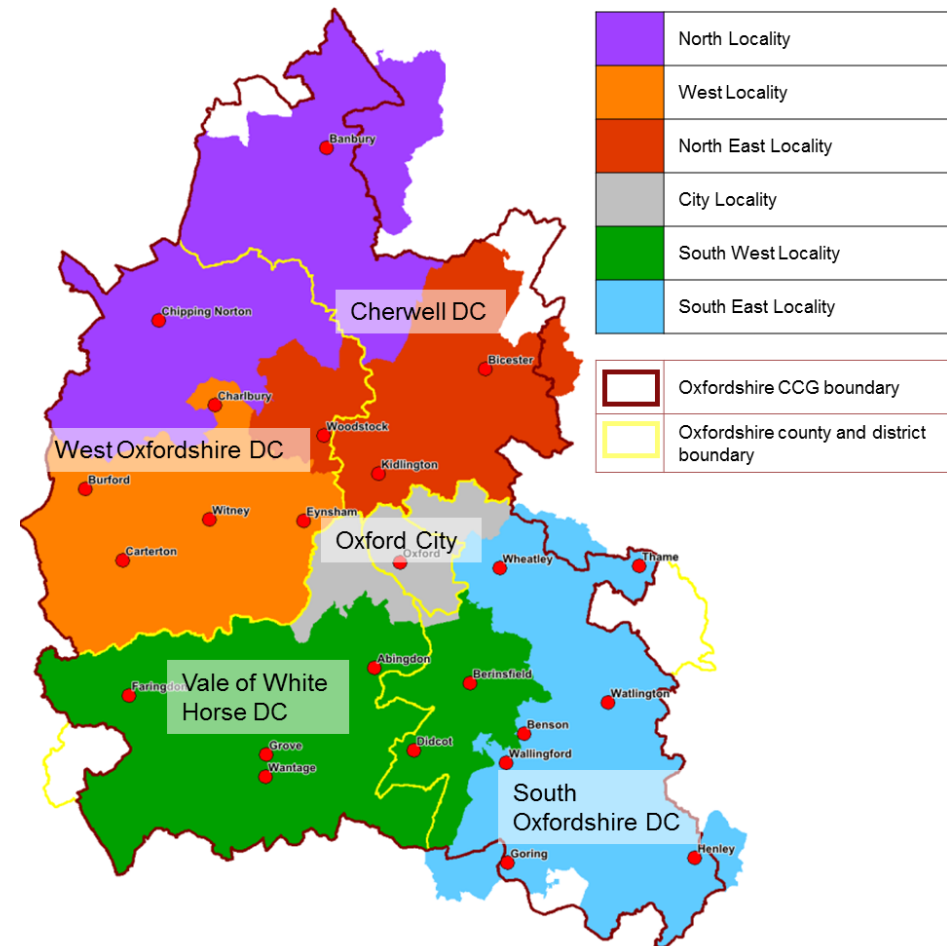 North Locality
West Locality
North East Locality
City Locality
South West Locality
South East Locality
Oxfordshire CCG boundary
Oxfordshire county and district
boundary
Banbury
Cherwell DC
Chipping Norton
Bicester
Charlbury
Woodstock
West Oxfordshire DC
Kidlington
Burford
Witney
Eynsham
Oxford City
Oxford
Carterton
Wheatley
Thame
Abingdon
Vale of White
Horse DC
Faringdon
Berinsfield
Watlington
Benson
Grove
Didcot
Wallingford
Wantage
South
Oxfordshire DC
Goring
Henley